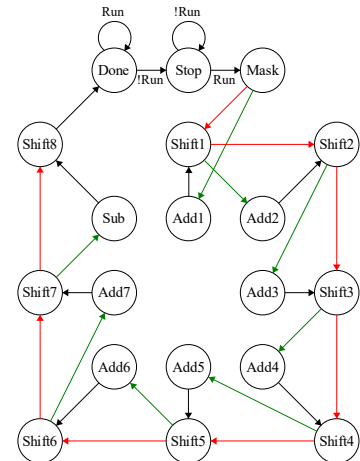 Run
!Run
Done
!Run
Stop
Run
Mask
Shift8
Shift1
Shift2
Sub
Add1
Add2
Shift7
Add7
Add3
Shift3
Add6
Add5
Add4
Shift6
Shift5
Shift4